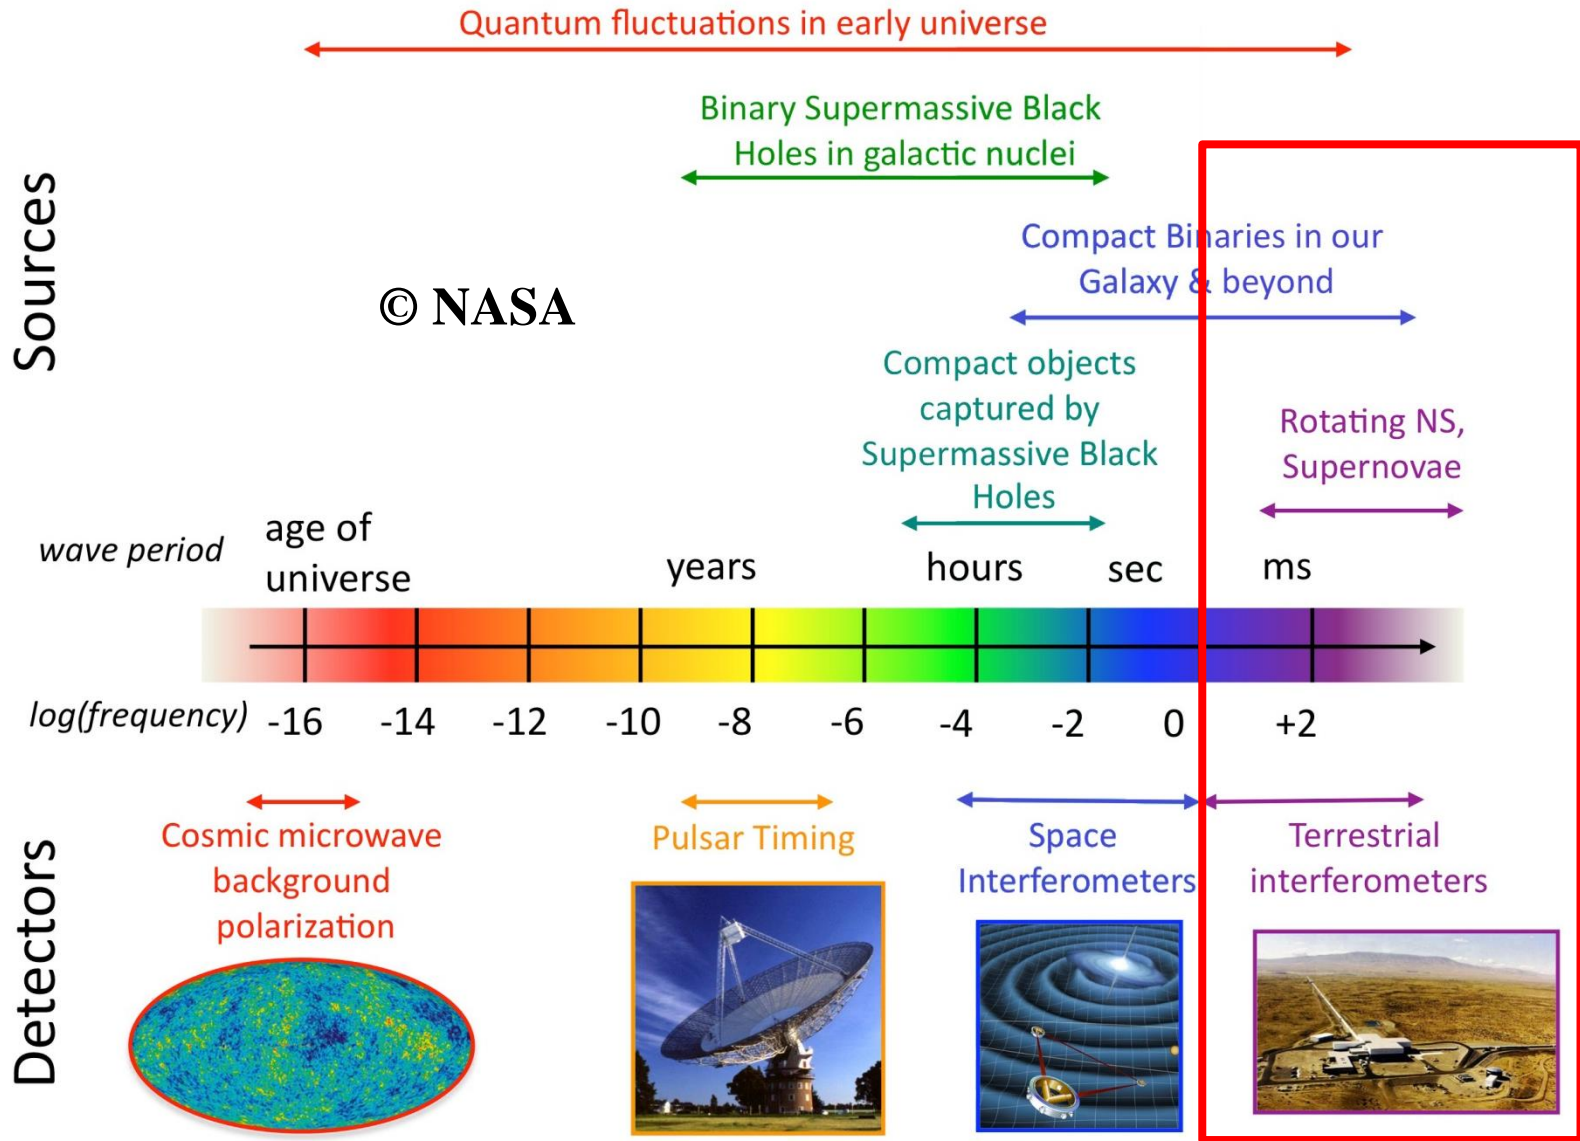 Quantum fluctuations in early universe
Binary Supermassive Black
Holes in galactic nuclei
Sources
Compact Binaries in our
Galaxy & beyond
© NASA
Compact objects
captured by
Supermassive Black
Holes
Rotating NS,
Supernovae
wave period
age of
universe
years
hours
sec
ms
log(frequency)
-16
-14
-12
-10
-8
-6
-4
-2
0
+2
Detectors
Cosmic microwave
background
polarization
Pulsar Timing
Space
Interferometers
Terrestrial
interferometers